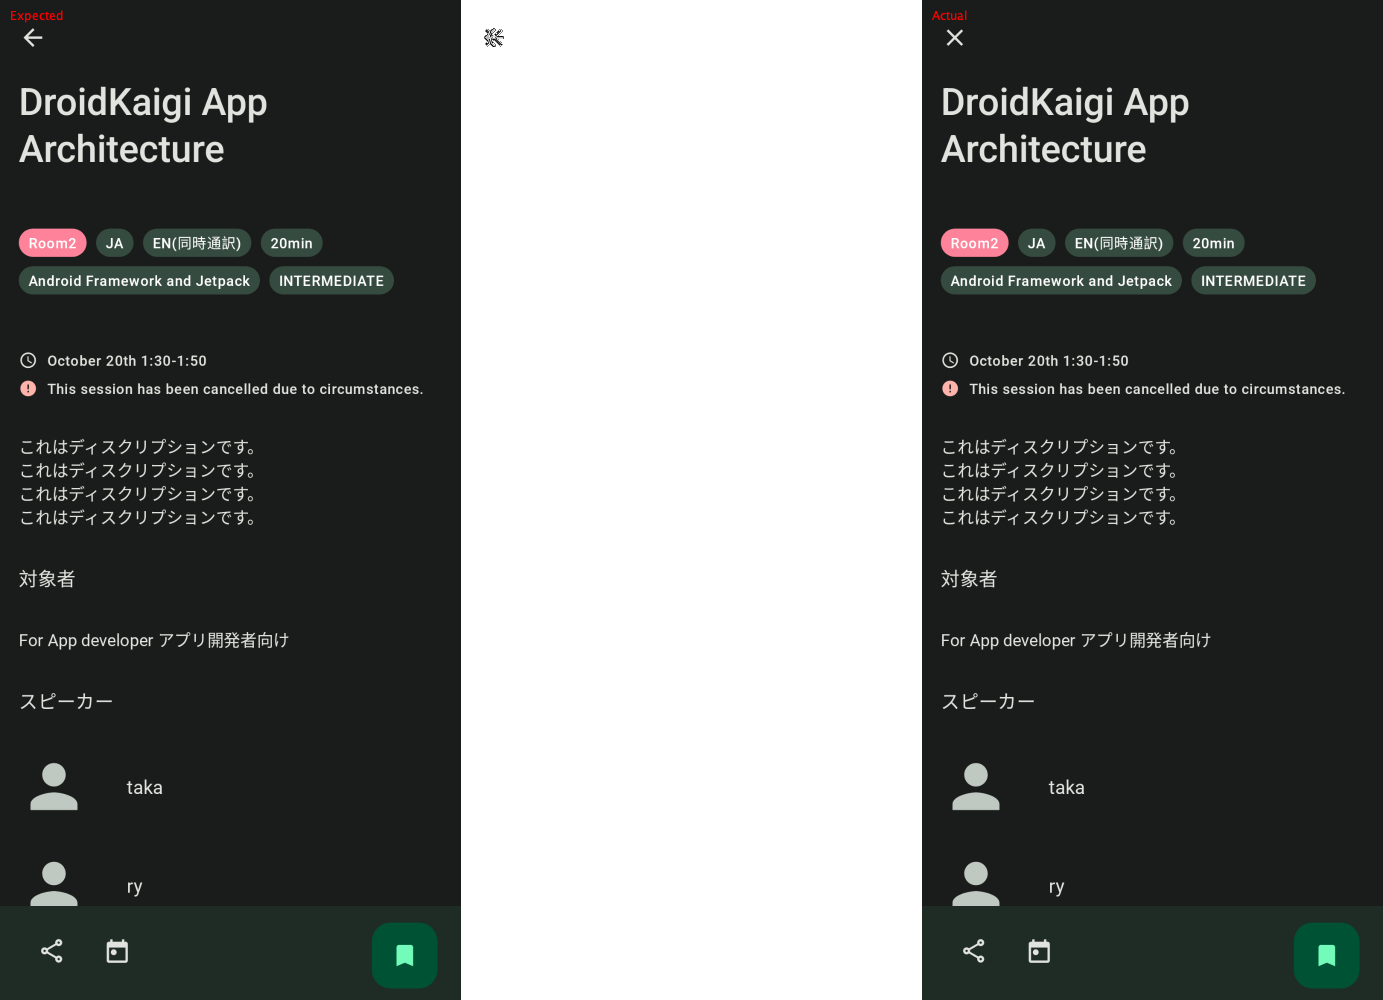 Expected
DroidKaigi App
Architecture
Room2 JA EN(同時通訳) 20min
Android Framework and Jetpack INTERMEDIATE
October 20th 1:30-1:50
This session has been cancelled due to circumstances.
これはディスクリプションです。
これはディスクリプションです。
これはディスクリプションです。
これはディスクリプションです。
対象者
For App developer アプリ開発者向け
スピーカー
taka
ry
Actual
DroidKaigi App
Architecture
Room2 JA EN(同時通訳) 20min
Android Framework and Jetpack INTERMEDIATE
October 20th 1:30-1:50
This session has been cancelled due to circumstances.
これはディスクリプションです。
これはディスクリプションです。
これはディスクリプションです。
これはディスクリプションです。
対象者
For App developer アプリ開発者向け
スピーカー
taka
ry